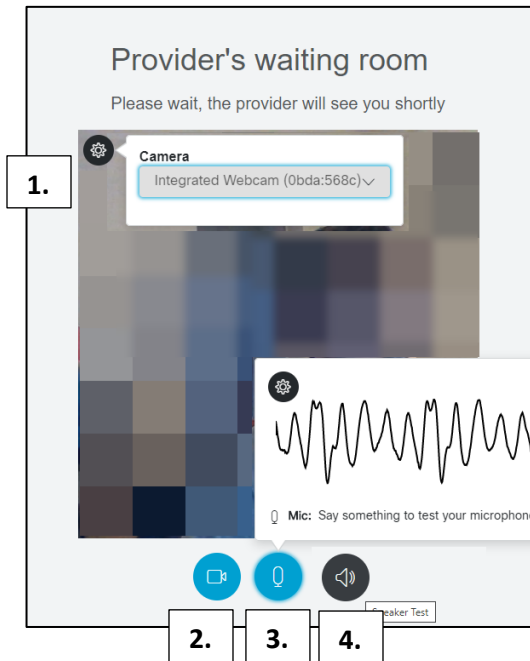 Provider's waiting room
Please wait, the provider will see you shortly
Camera
1.
Integrated Webcam (0bda:568c)
Mic: Say something to test your microphone
Speaker Test
2.
3.
4.